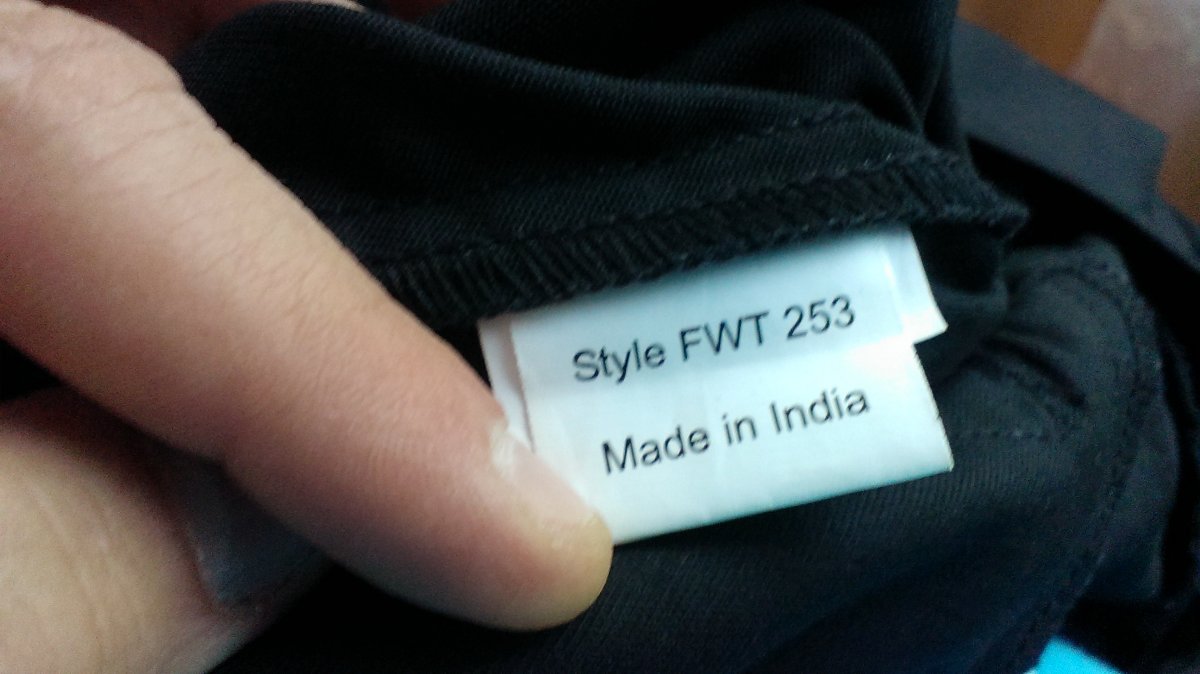 Style FWT 253
Made in India